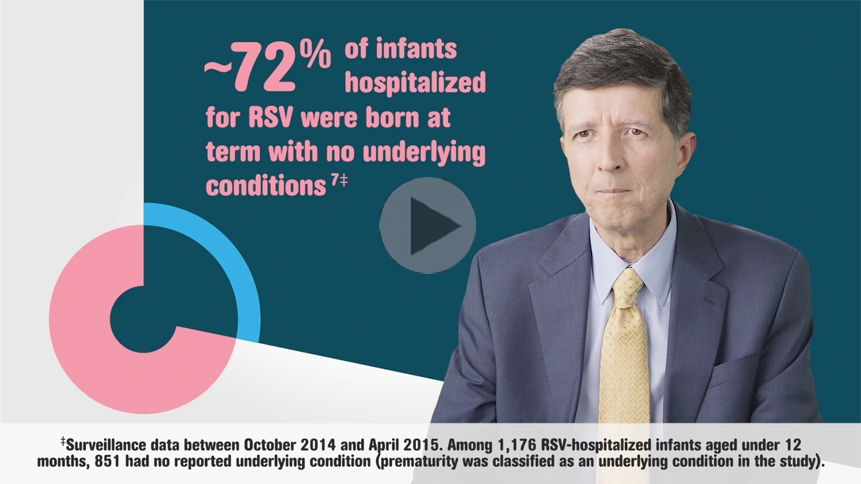 ~72% of infants
hospitalized
for RSV were born at
term with no underlying
conditions 7‡
‡Surveillance data between October 2014 and April 2015. Among 1,176 RSV-hospitalized infants aged under 12
months, 851 had no reported underlying condition (prematurity was classified as an underlying condition in the study).